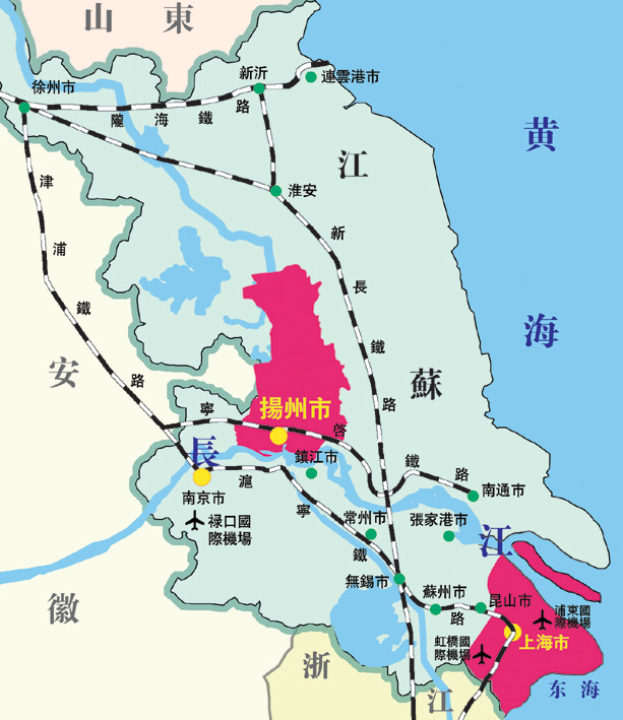 山 東
徐州市
新沂
連雲港市
隴 海 鐵 路
黄 海
江 蘇
淮安
津 浦 鐵 路
新 長 鐵 路
安 徽
揚州市
寧 啓 鐵 路
長 江
鎮江市
南京市
滬 寧 鐵 路
南通市
禄口國
際機場
常州市
張家港市
無錫市
蘇州市
昆山市
浦東國
際機場
上海市
虹橋國
際機場
浙 江
东 海